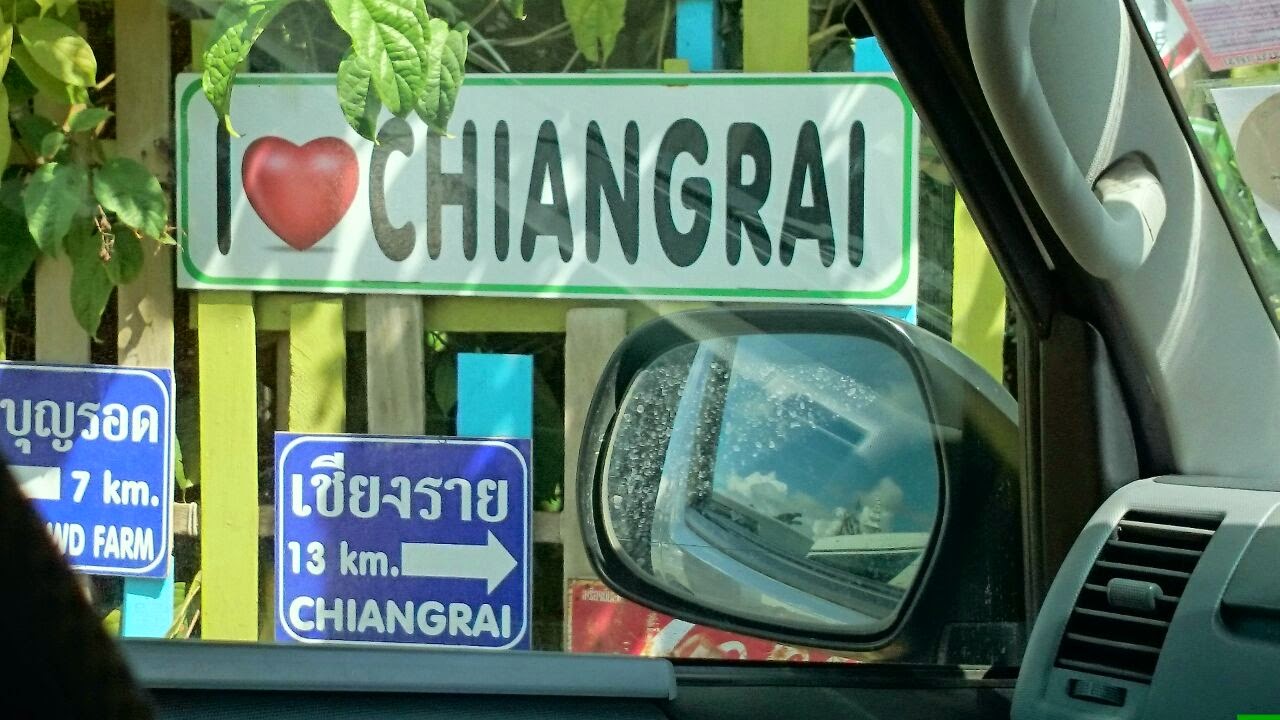 I ❤ CHIANGRAI
บุญรอด
7 km.
WD FARM
เชียงราย
13 km.
CHIANGRAI